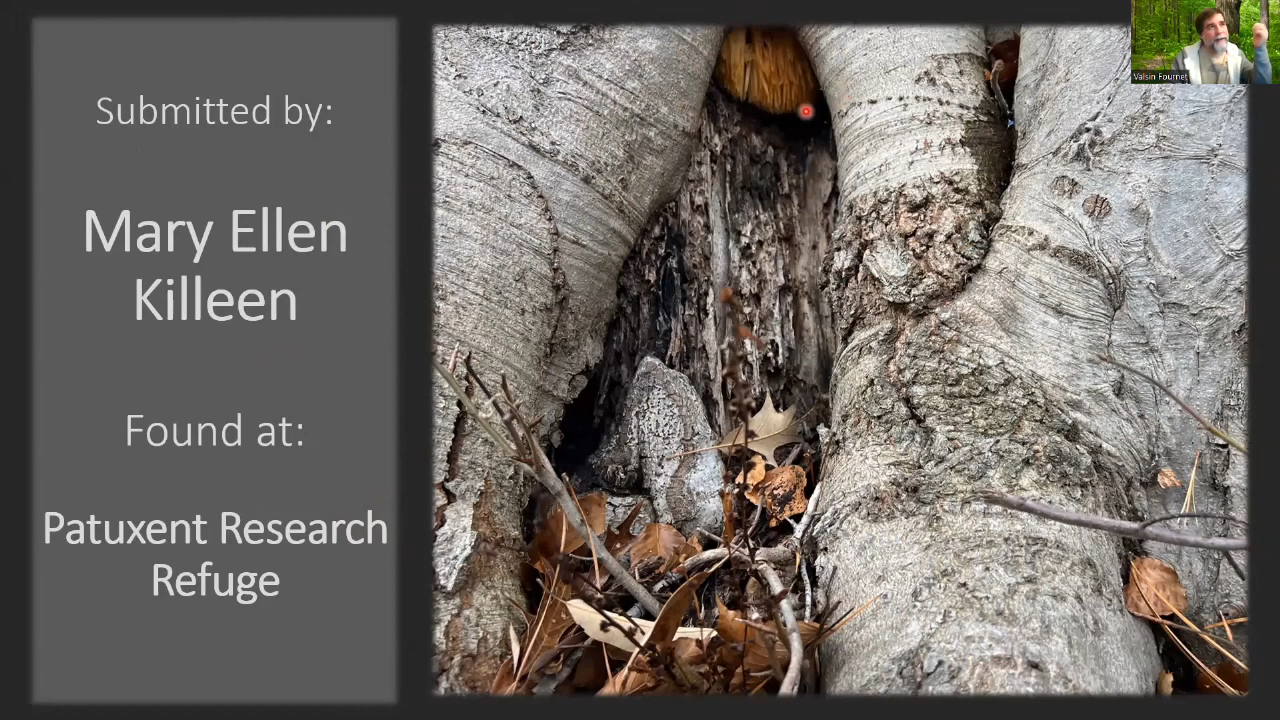 Submitted by:
Mary Ellen
Killeen
Found at:
Patuxent Research
Refuge
Valsin Fournet